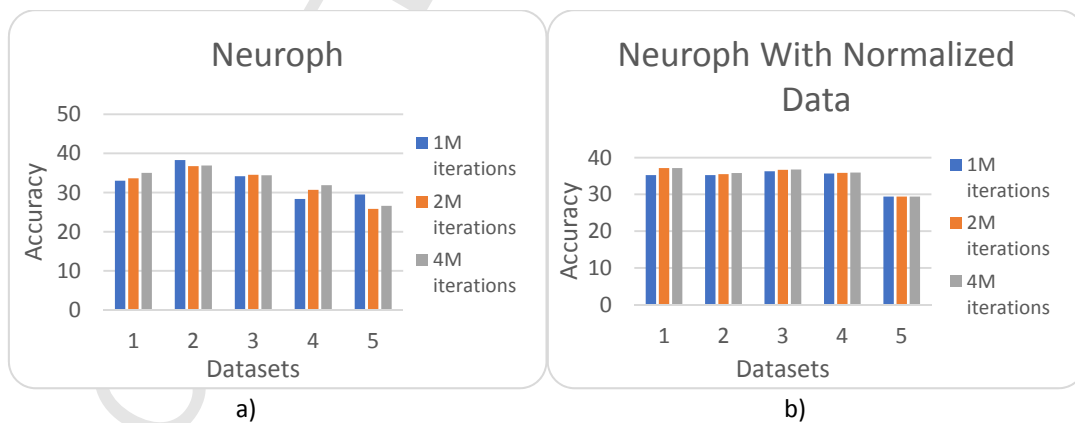 Neuroph
50
40
30
20
10
0
Accuracy
1 2 3 4 5
Datasets
1M
iterations
2M
iterations
4M
iterations
a)
Neuroph With Normalized
Data
40
30
20
10
0
Accuracy
1 2 3 4 5
Datasets
1M
iterations
2M
iterations
4M
iterations
b)